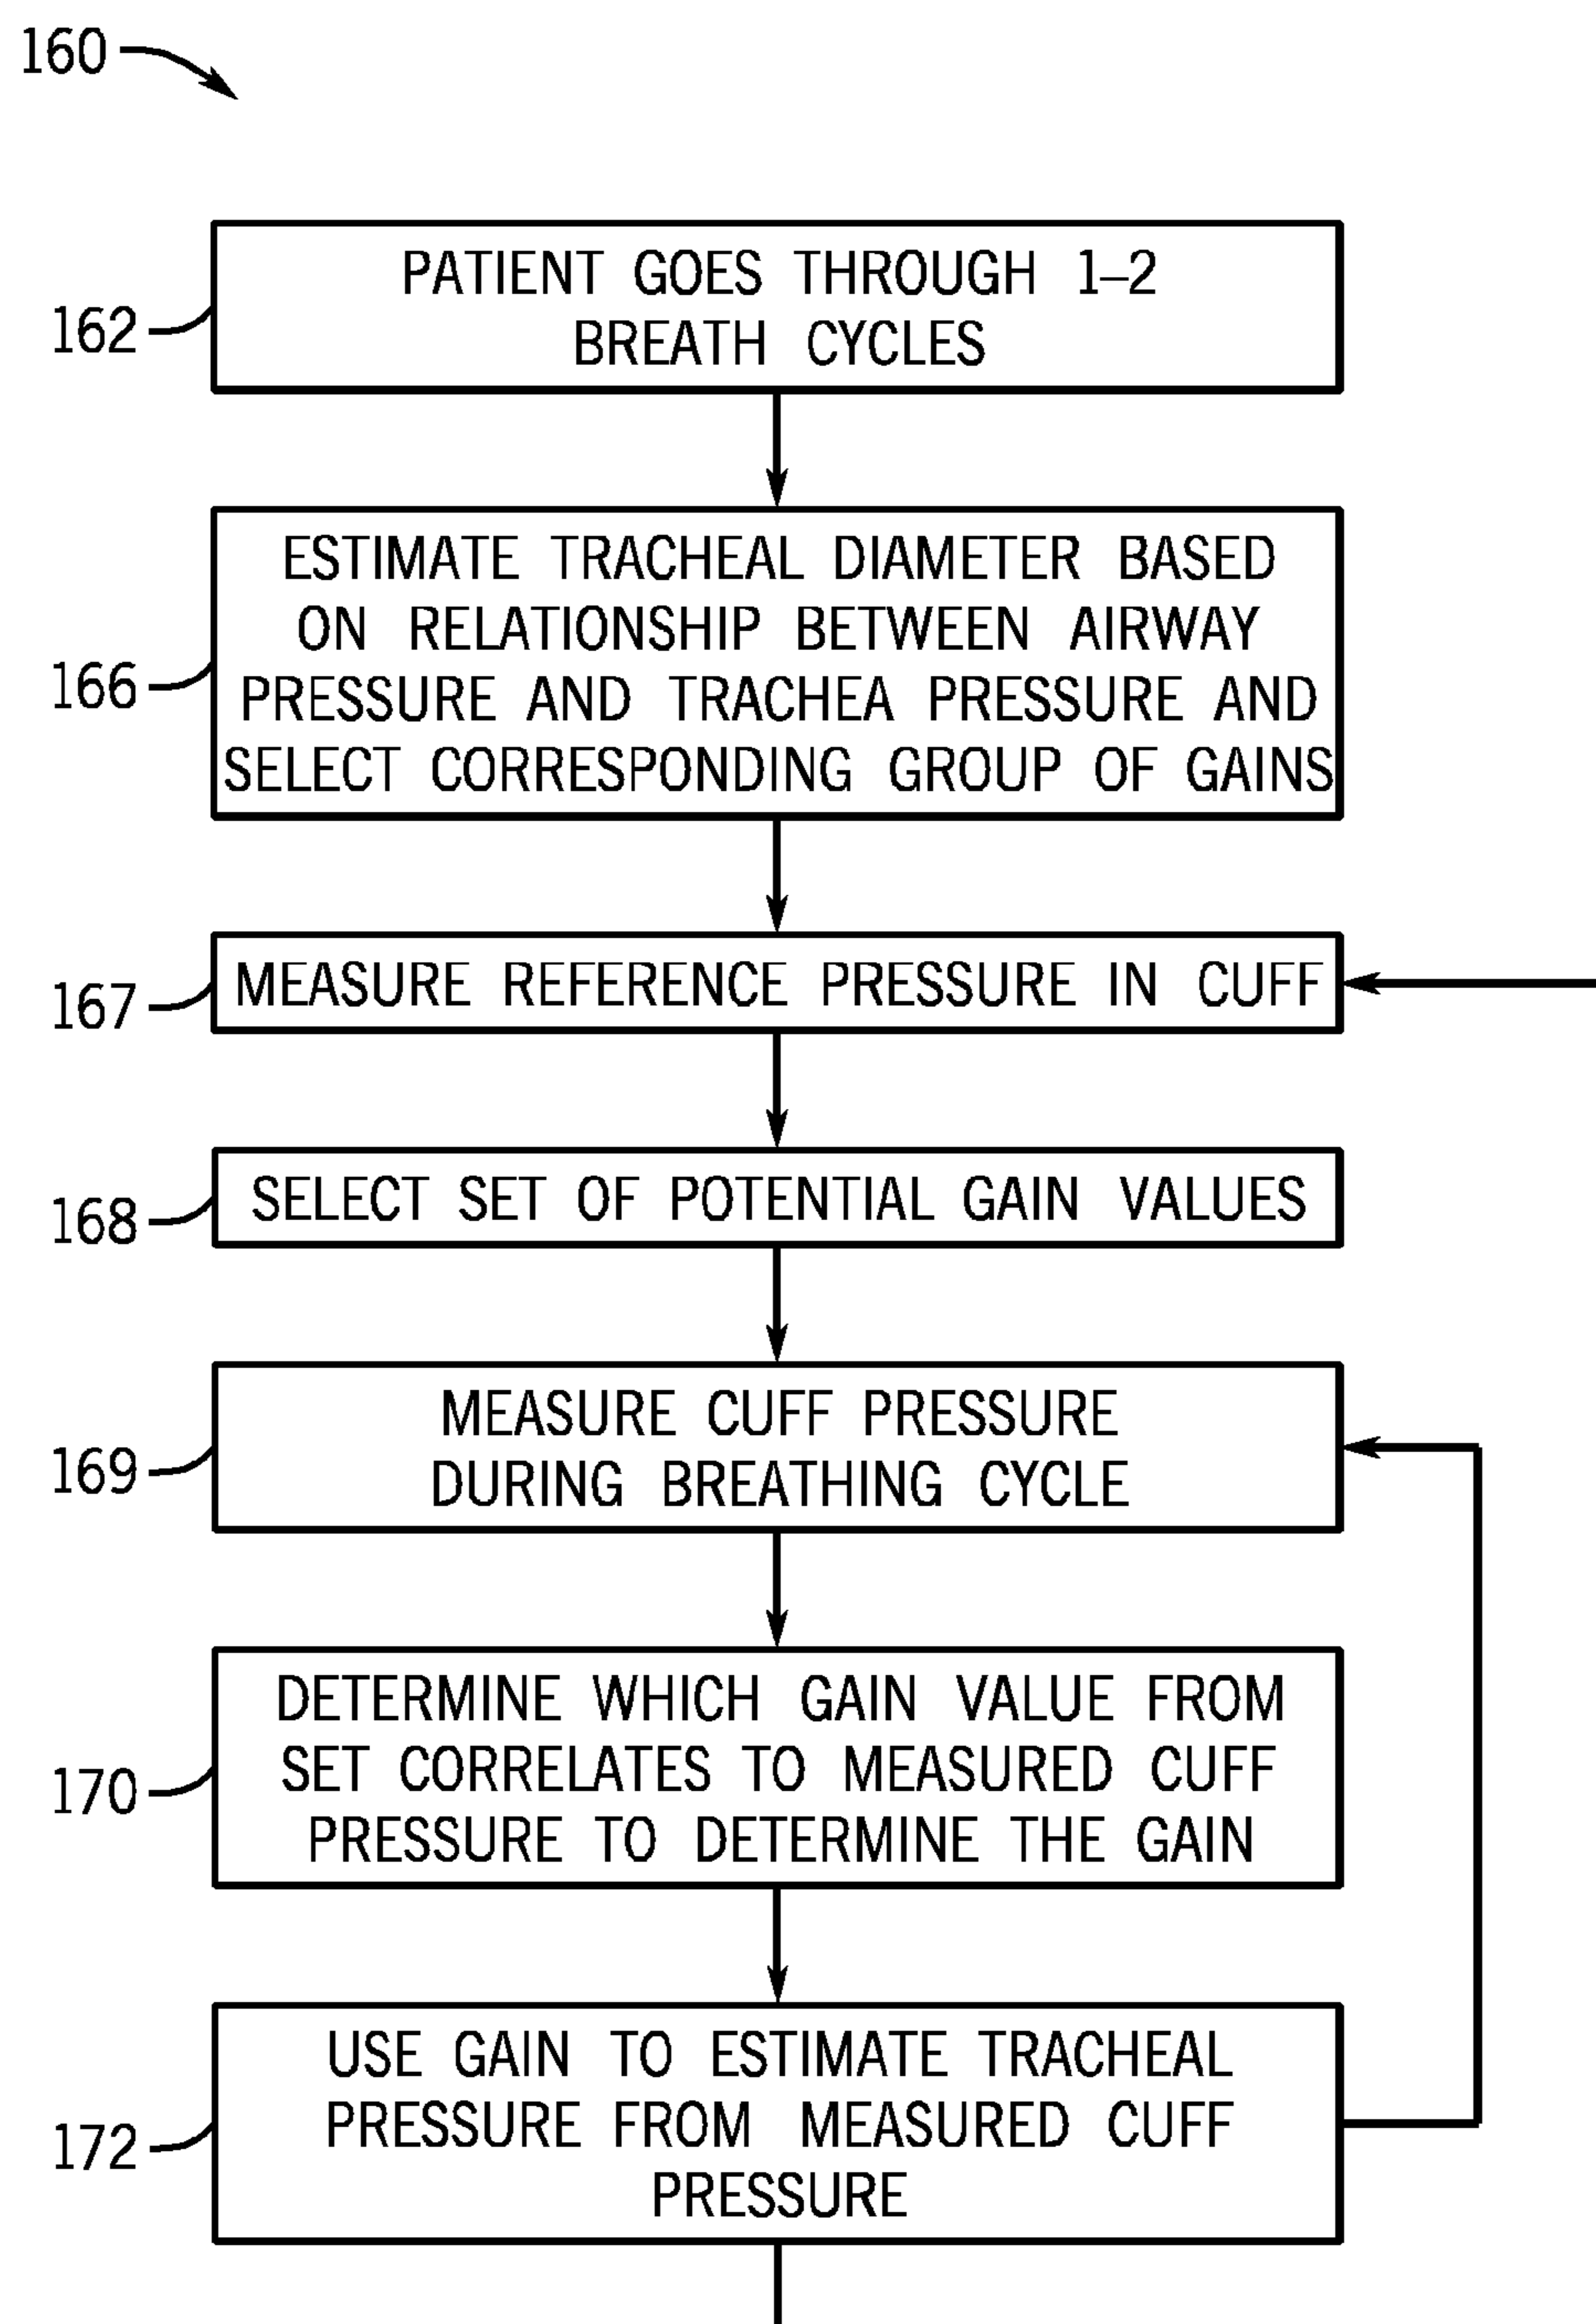 160
162
PATIENT GOES THROUGH 1–2
BREATH CYCLES
166
ESTIMATE TRACHEAL DIAMETER BASED
ON RELATIONSHIP BETWEEN AIRWAY
PRESSURE AND TRACHEA PRESSURE AND
SELECT CORRESPONDING GROUP OF GAINS
167
MEASURE REFERENCE PRESSURE IN CUFF
168
SELECT SET OF POTENTIAL GAIN VALUES
169
MEASURE CUFF PRESSURE
DURING BREATHING CYCLE
170
DETERMINE WHICH GAIN VALUE FROM
SET CORRELATES TO MEASURED CUFF
PRESSURE TO DETERMINE THE GAIN
172
USE GAIN TO ESTIMATE TRACHEAL
PRESSURE FROM MEASURED CUFF
PRESSURE